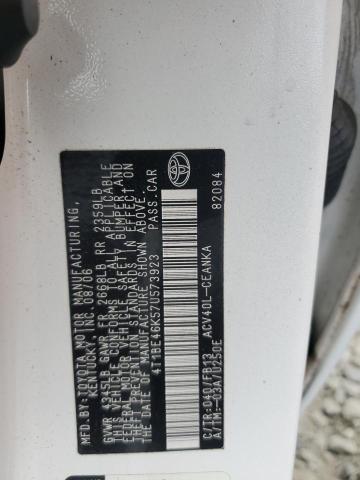 MFD. BY: TOYOTA MOTOR MANUFACTURING,
KENTUCKY, INC. 08/06
GVWR 4345LB GAWR FR 2668LB RR 2359LB
THIS VEHICLE CONFORMS TO ALL APPLICABLE
FEDERAL MOTOR VEHICLE SAFETY, BUMPER, AND
THEFT PREVENTION STANDARDS IN EFFECT ON
THE DATE OF MANUFACTURE SHOWN ABOVE.
4T1BE46K57U573923 PASS.CAR
C/TR:040/FB13 ACV40L-CEANKA
A/TM:-03A/U250E 82084
TOYOTA